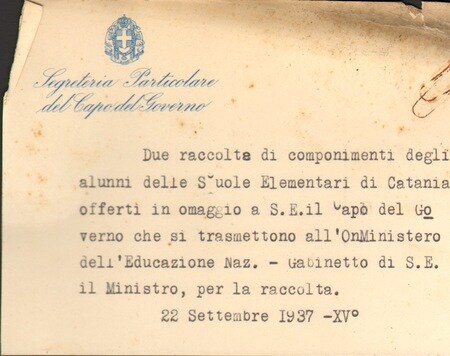 Segreteria Particolare
del Capo del Governo
Due raccolte di componimenti degli
alunni delle Scuole Elementari di Catania
offerti in omaggio a S.E.il Capo del Go
verno che si trasmettono all'OnMinistero
dell'Educazione Naz. - Gabinetto di S.E.
il Ministro, per la raccolta.
22 Settembre 1937 -XV°